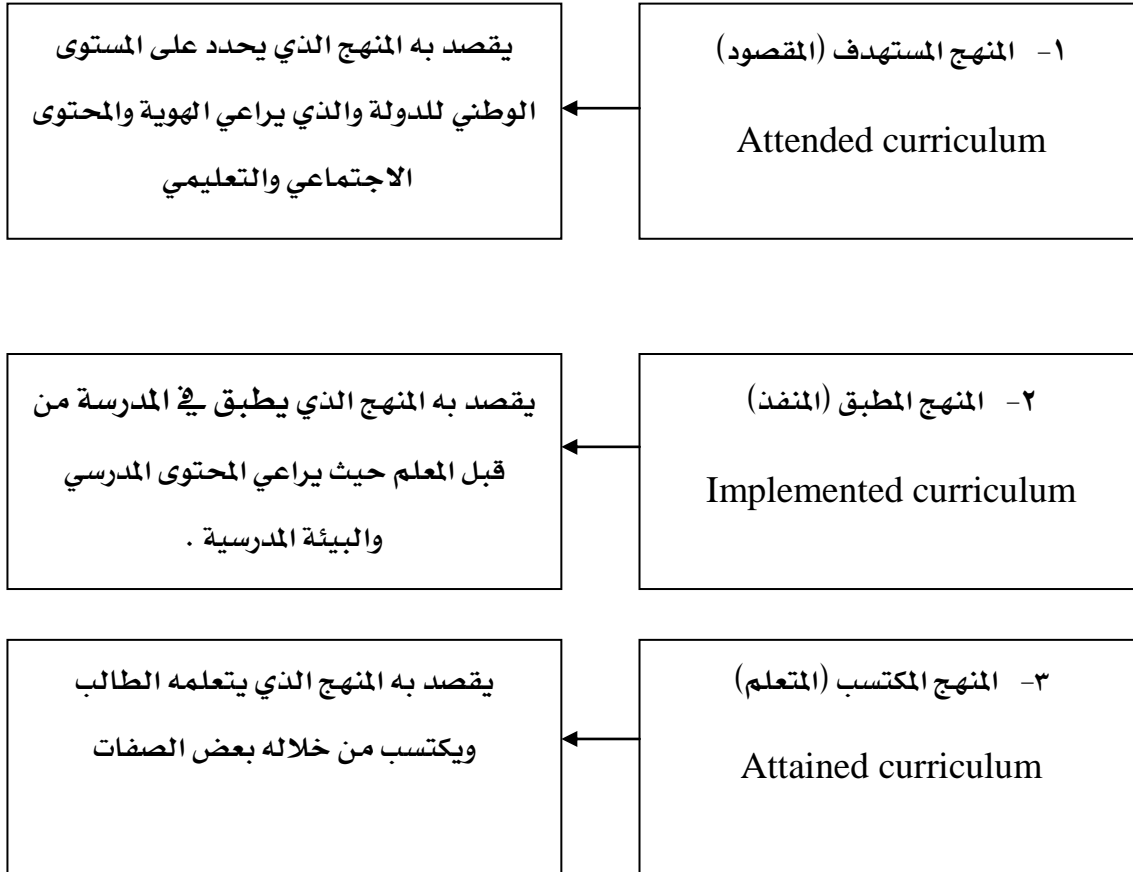 ١- المنهج المستهدف (المقصود)
Attended curriculum
يقصد به المنهج الذي يحدد على المستوى
الوطني للدولة والذي يراعي الهوية والمحتوى
الاجتماعي والتعليمي
٢- المنهج المطبق (المنفذ)
Implemented curriculum
يقصد به المنهج الذي يطبق في المدرسة من
قبل المعلم حيث يراعي المحتوى المدرسي
والبيئة المدرسية .
٣- المنهج المكتسب (المتعلم)
Attained curriculum
يقصد به المنهج الذي يتعلمه الطالب
ويكتسب من خلاله بعض الصفات